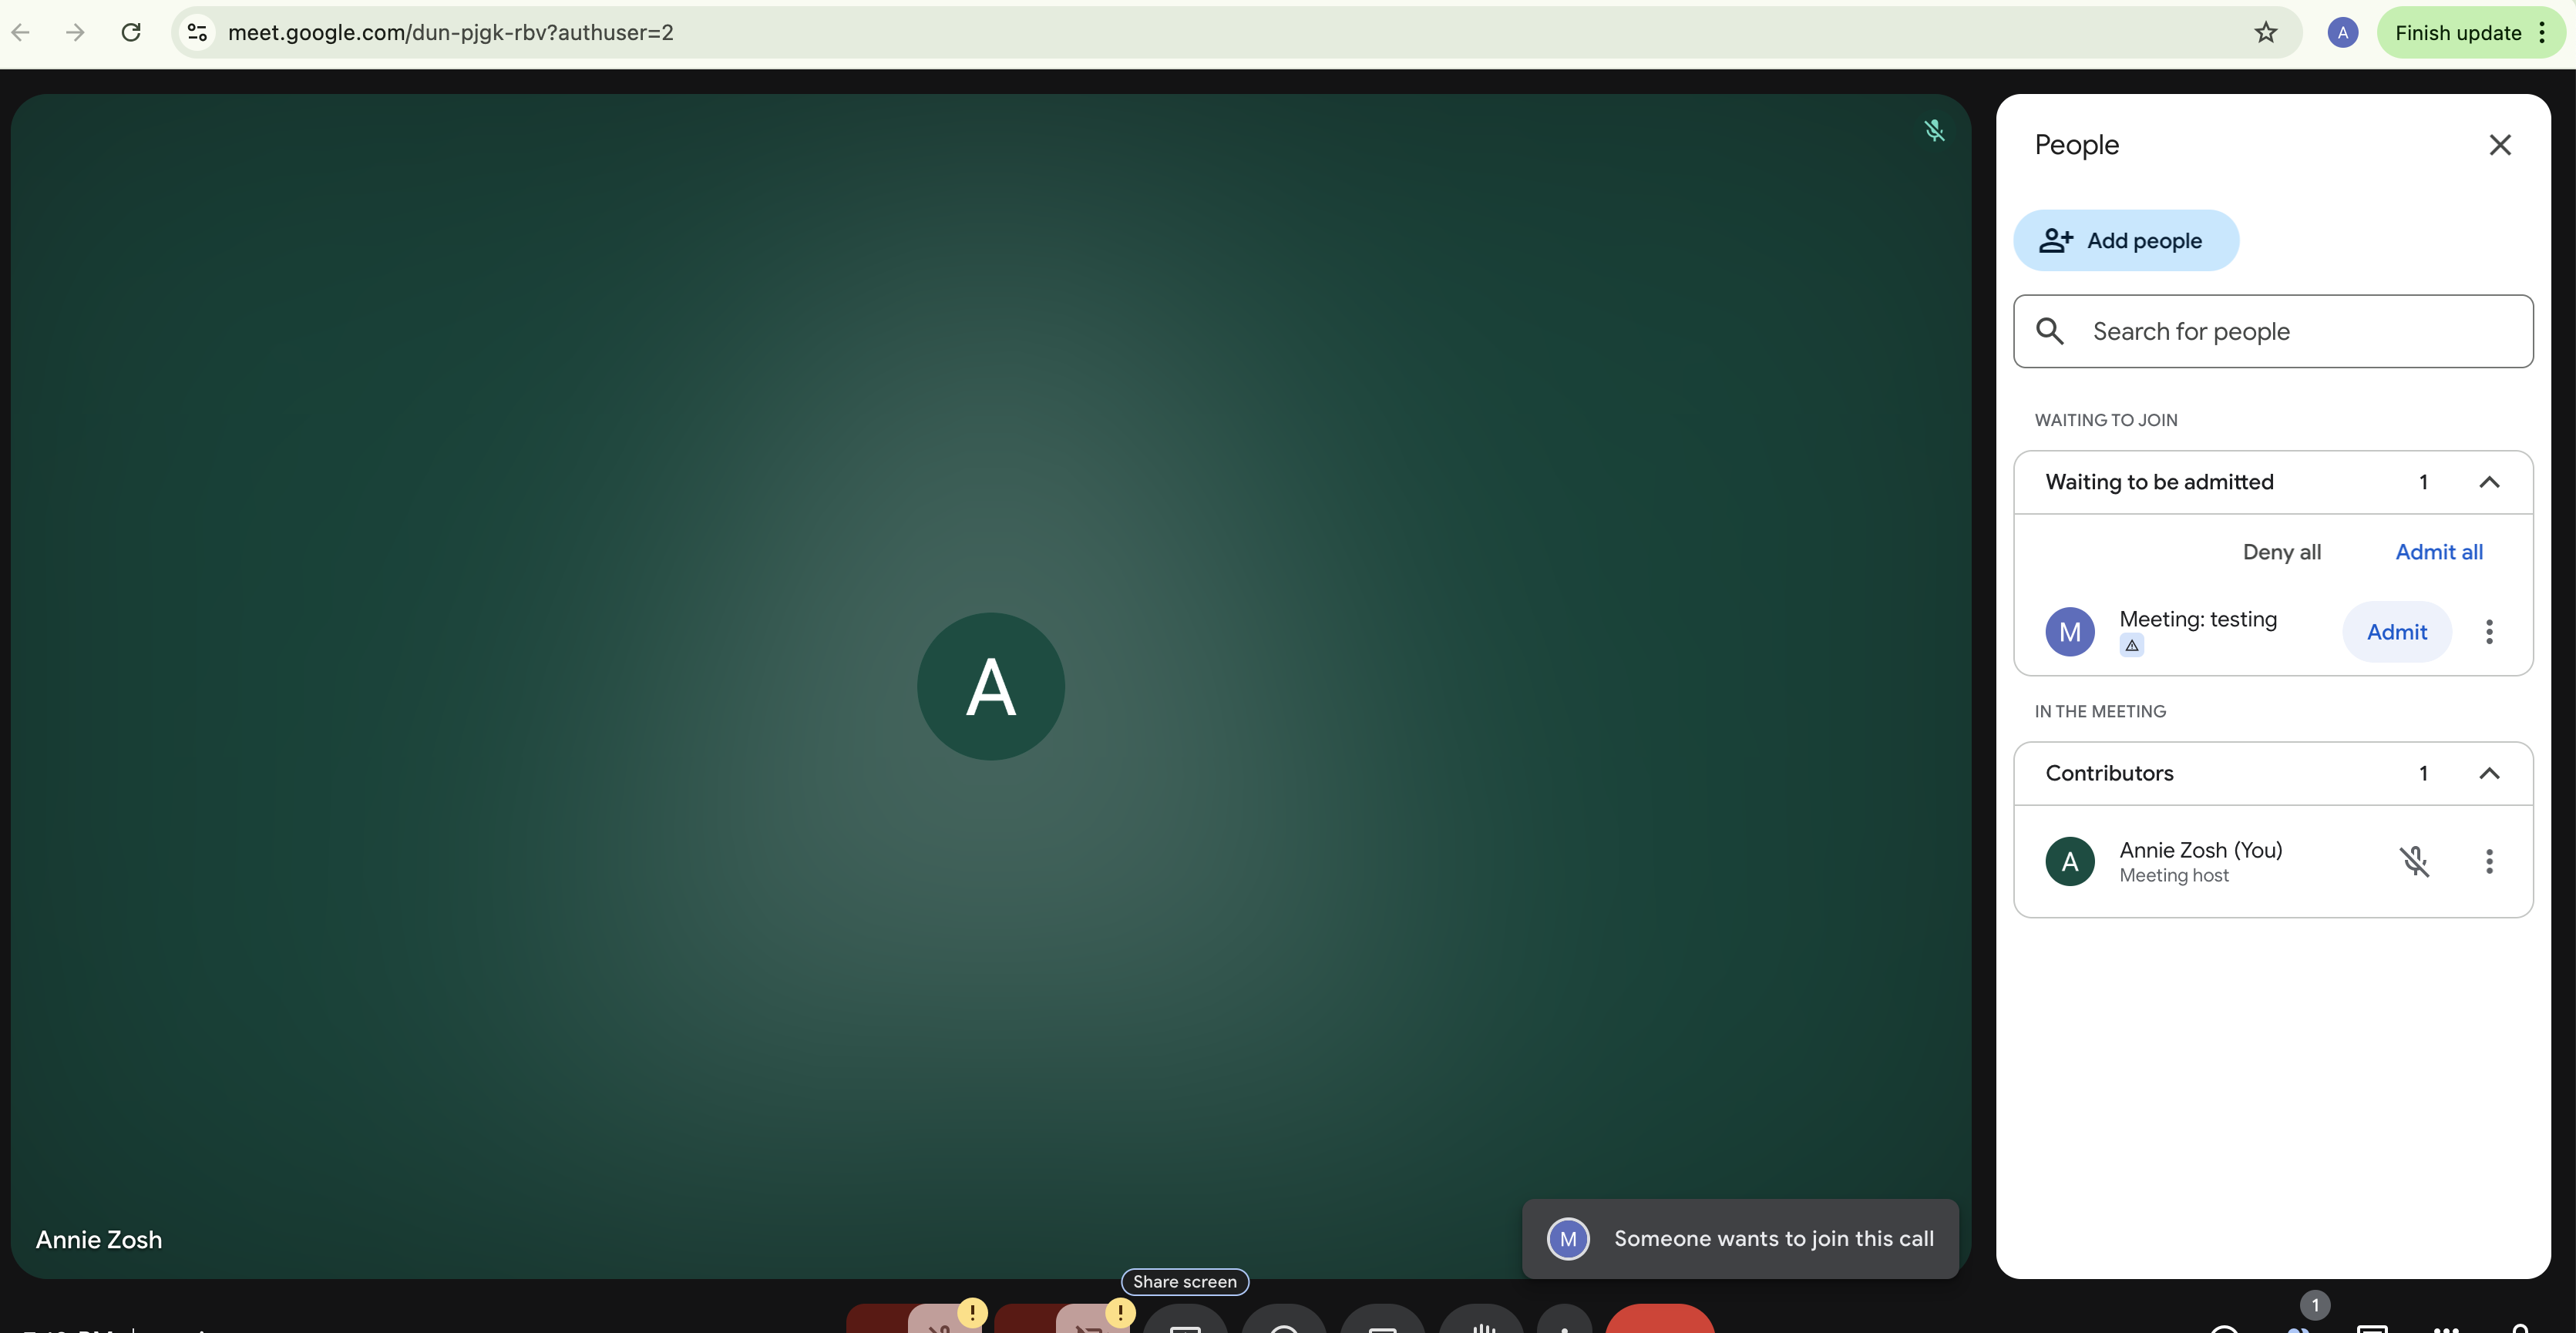 meet.google.com/dun-pjgk-rbv?authuser=2
A
Finish update
People
Add people
Search for people
WAITING TO JOIN
Waiting to be admitted 1
Deny all Admit all
M Meeting: testing Admit
IN THE MEETING
Contributors 1
A Annie Zosh (You)
Meeting host
A
Annie Zosh
M Someone wants to join this call
Share screen
! !
1